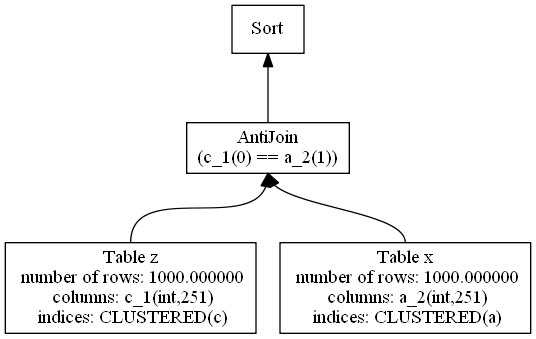 Sort
AntiJoin
(c_1(0) == a_2(1))
Table z
number of rows: 1000.000000
columns: c_1(int,251)
indices: CLUSTERED(c)
Table x
number of rows: 1000.000000
columns: a_2(int,251)
indices: CLUSTERED(a)